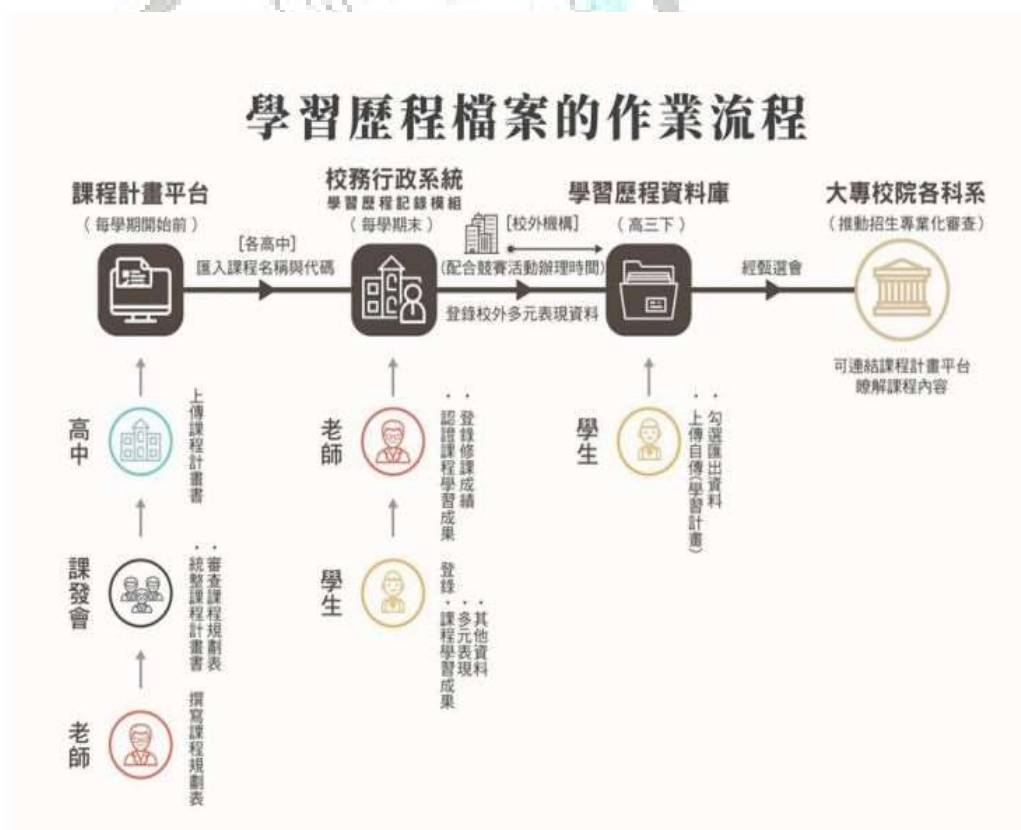 學習歷程檔案的作業流程
課程計畫平台
（每學期開始前）
[各高中]
匯入課程名稱與代碼
校務行政系統
學習歷程記錄模組
（每學期末）
[校外機構]
(配合競賽活動辦理時間)
登錄校外多元表現資料
學習歷程資料庫
（高三下）
經甄選會
大專校院各科系
（推動招生專業化審查）
可連結課程計畫平台
瞭解課程內容
高中
上傳課程計畫書
課發會
・審查課程規劃表
・統整課程計畫書
老師
撰寫課程規劃表
老師
・登錄修課成績
・認證課程學習成果
學生
登錄
・其他資料
・多元表現
・課程學習成果
學生
・勾選匯出資料
・上傳自傳(學習計畫)